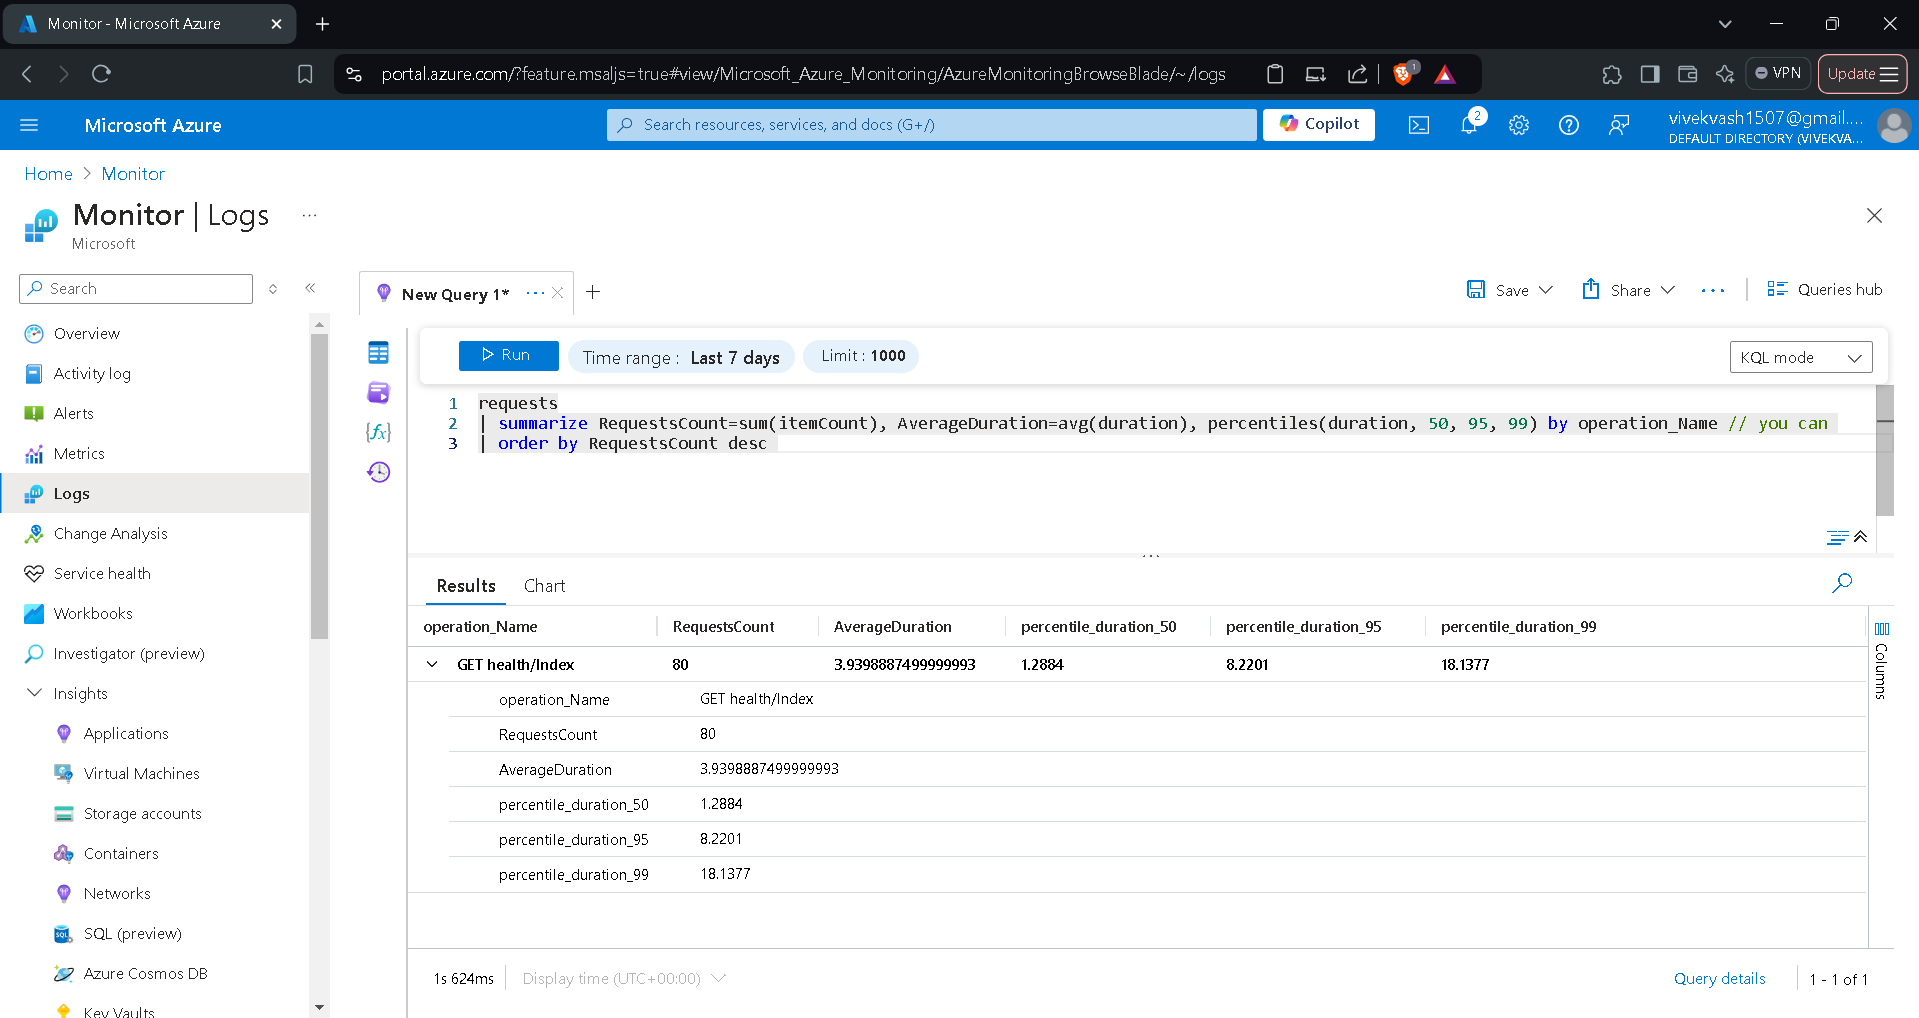 Monitor - Microsoft Azure
portal.azure.com/?feature.msaljs=true#view/Microsoft_Azure_Monitoring/AzureMonitoringBrowseBlade/~/logs
1
VPN
Update
Microsoft Azure
Search resources, services, and docs (G+/)
Copilot
2
vivekvash1507@gmail....
DEFAULT DIRECTORY (VIVEKVA...
Home > Monitor
Monitor | Logs
Microsoft
Search
Overview
Activity log
Alerts
Metrics
Logs
Change Analysis
Service health
Workbooks
Investigator (preview)
Insights
Applications
Virtual Machines
Storage accounts
Containers
Networks
SQL (preview)
Azure Cosmos DB
Key Vaults
New Query 1*
Save
Share
Queries hub
Run
Time range : Last 7 days
Limit : 1000
KQL mode
1 requests
2 | summarize RequestsCount=sum(itemCount), AverageDuration=avg(duration), percentiles(duration, 50, 95, 99) by operation_Name // you can
3 | order by RequestsCount desc
Results Chart
operation_Name RequestsCount AverageDuration percentile_duration_50 percentile_duration_95 percentile_duration_99
GET health/Index 80 3.9398887499999993 1.2884 8.2201 18.1377
operation_Name GET health/Index
RequestsCount 80
AverageDuration 3.9398887499999993
percentile_duration_50 1.2884
percentile_duration_95 8.2201
percentile_duration_99 18.1377
Columns
1s 624ms Display time (UTC+00:00) Query details 1 - 1 of 1